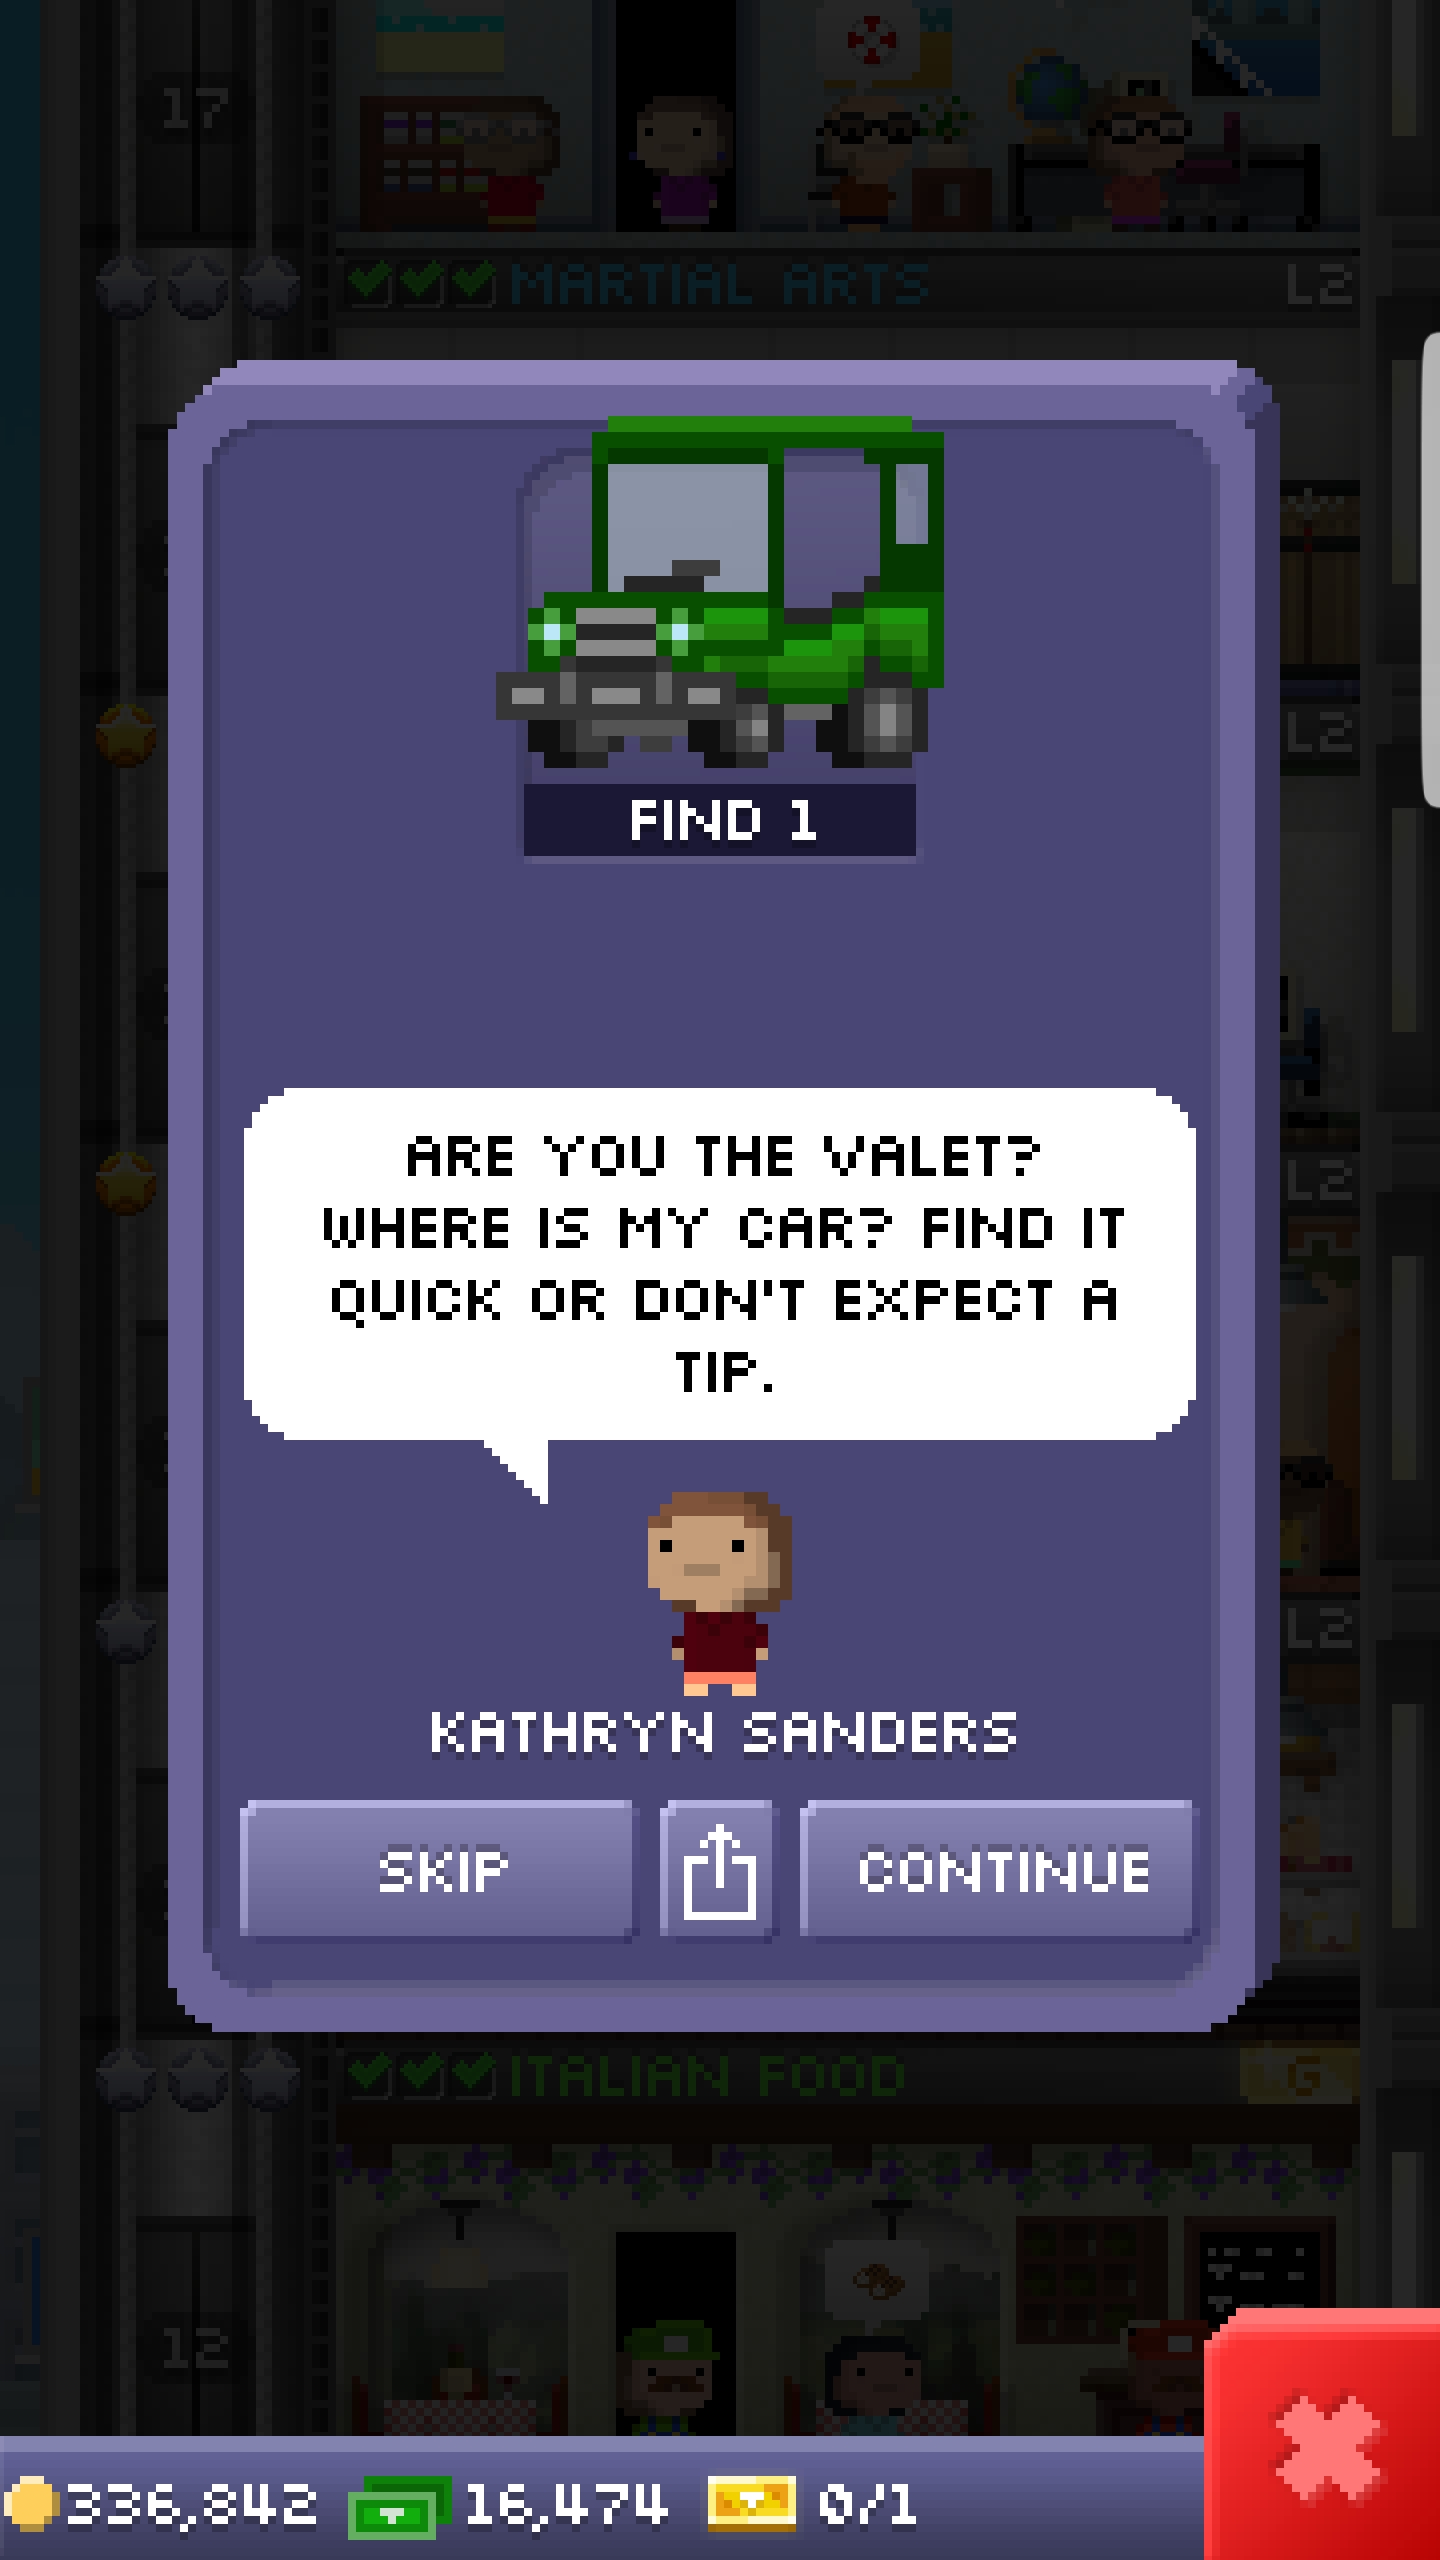 17
MARTIAL ARTS L2
FIND 1
L2
ARE YOU THE VALET?
WHERE IS MY CAR? FIND IT
QUICK OR DON'T EXPECT A
TIP.
L2
L2
KATHRYN SANDERS
SKIP CONTINUE
ITALIAN FOOD G
12
336,842 16,474 0/1